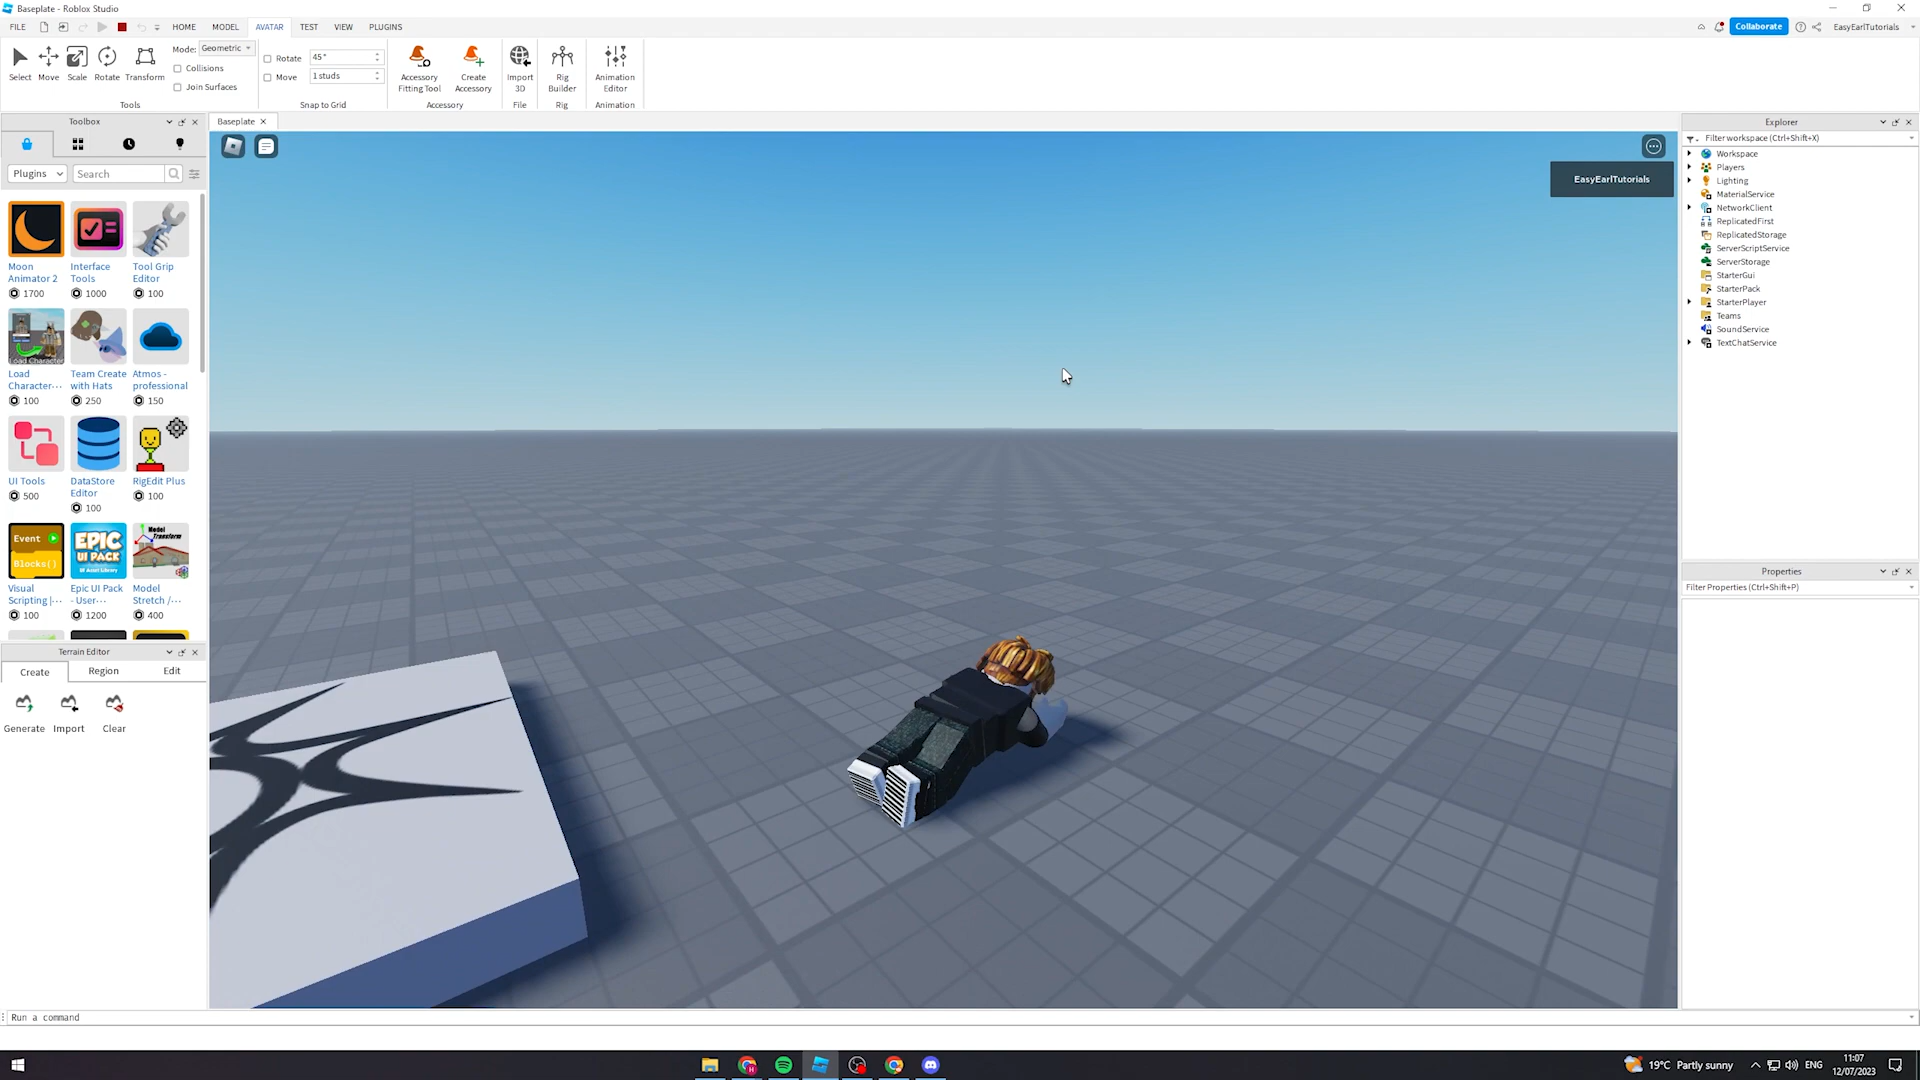 Baseplate - Roblox Studio
FILE HOME MODEL AVATAR TEST VIEW PLUGINS
Collaborate EasyEarlTutorials
Select Move Scale Rotate Transform
Mode: Geometric
Collisions
Join Surfaces
Tools
Rotate 45°
Move 1 studs
Snap to Grid
Accessory Fitting Tool
Create Accessory
Accessory
Import 3D
File
Rig Builder
Rig
Animation Editor
Animation
Toolbox
Plugins Search
Moon Animator 2
1700
Interface Tools
1000
Tool Grip Editor
100
Load Character
Load Character...
100
Team Create with Hats
250
Atmos - professional
150
UI Tools
500
DataStore Editor
100
RigEdit Plus
100
Event
Blocks()
Visual Scripting |...
100
EPIC UI PACK
UI Asset Library
Epic UI Pack - User...
1200
Model Transform
Model Stretch /...
400
Terrain Editor
Create Region Edit
Generate Import Clear
Baseplate
EasyEarlTutorials
Explorer
Filter workspace (Ctrl+Shift+X)
Workspace
Players
Lighting
MaterialService
NetworkClient
ReplicatedFirst
ReplicatedStorage
ServerScriptService
ServerStorage
StarterGui
StarterPack
StarterPlayer
Teams
SoundService
TextChatService
Properties
Filter Properties (Ctrl+Shift+P)
Run a command
19°C Partly sunny ENG 11:07
12/07/2023